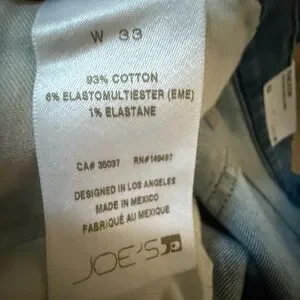 W 33
93% COTTON
6% ELASTOMULTIESTER (EME)
1% ELASTANE
CA# 35037 RN#149497
DESIGNED IN LOS ANGELES
MADE IN MEXICO
FABRIQUÉ AU MEXIQUE
JOE'S